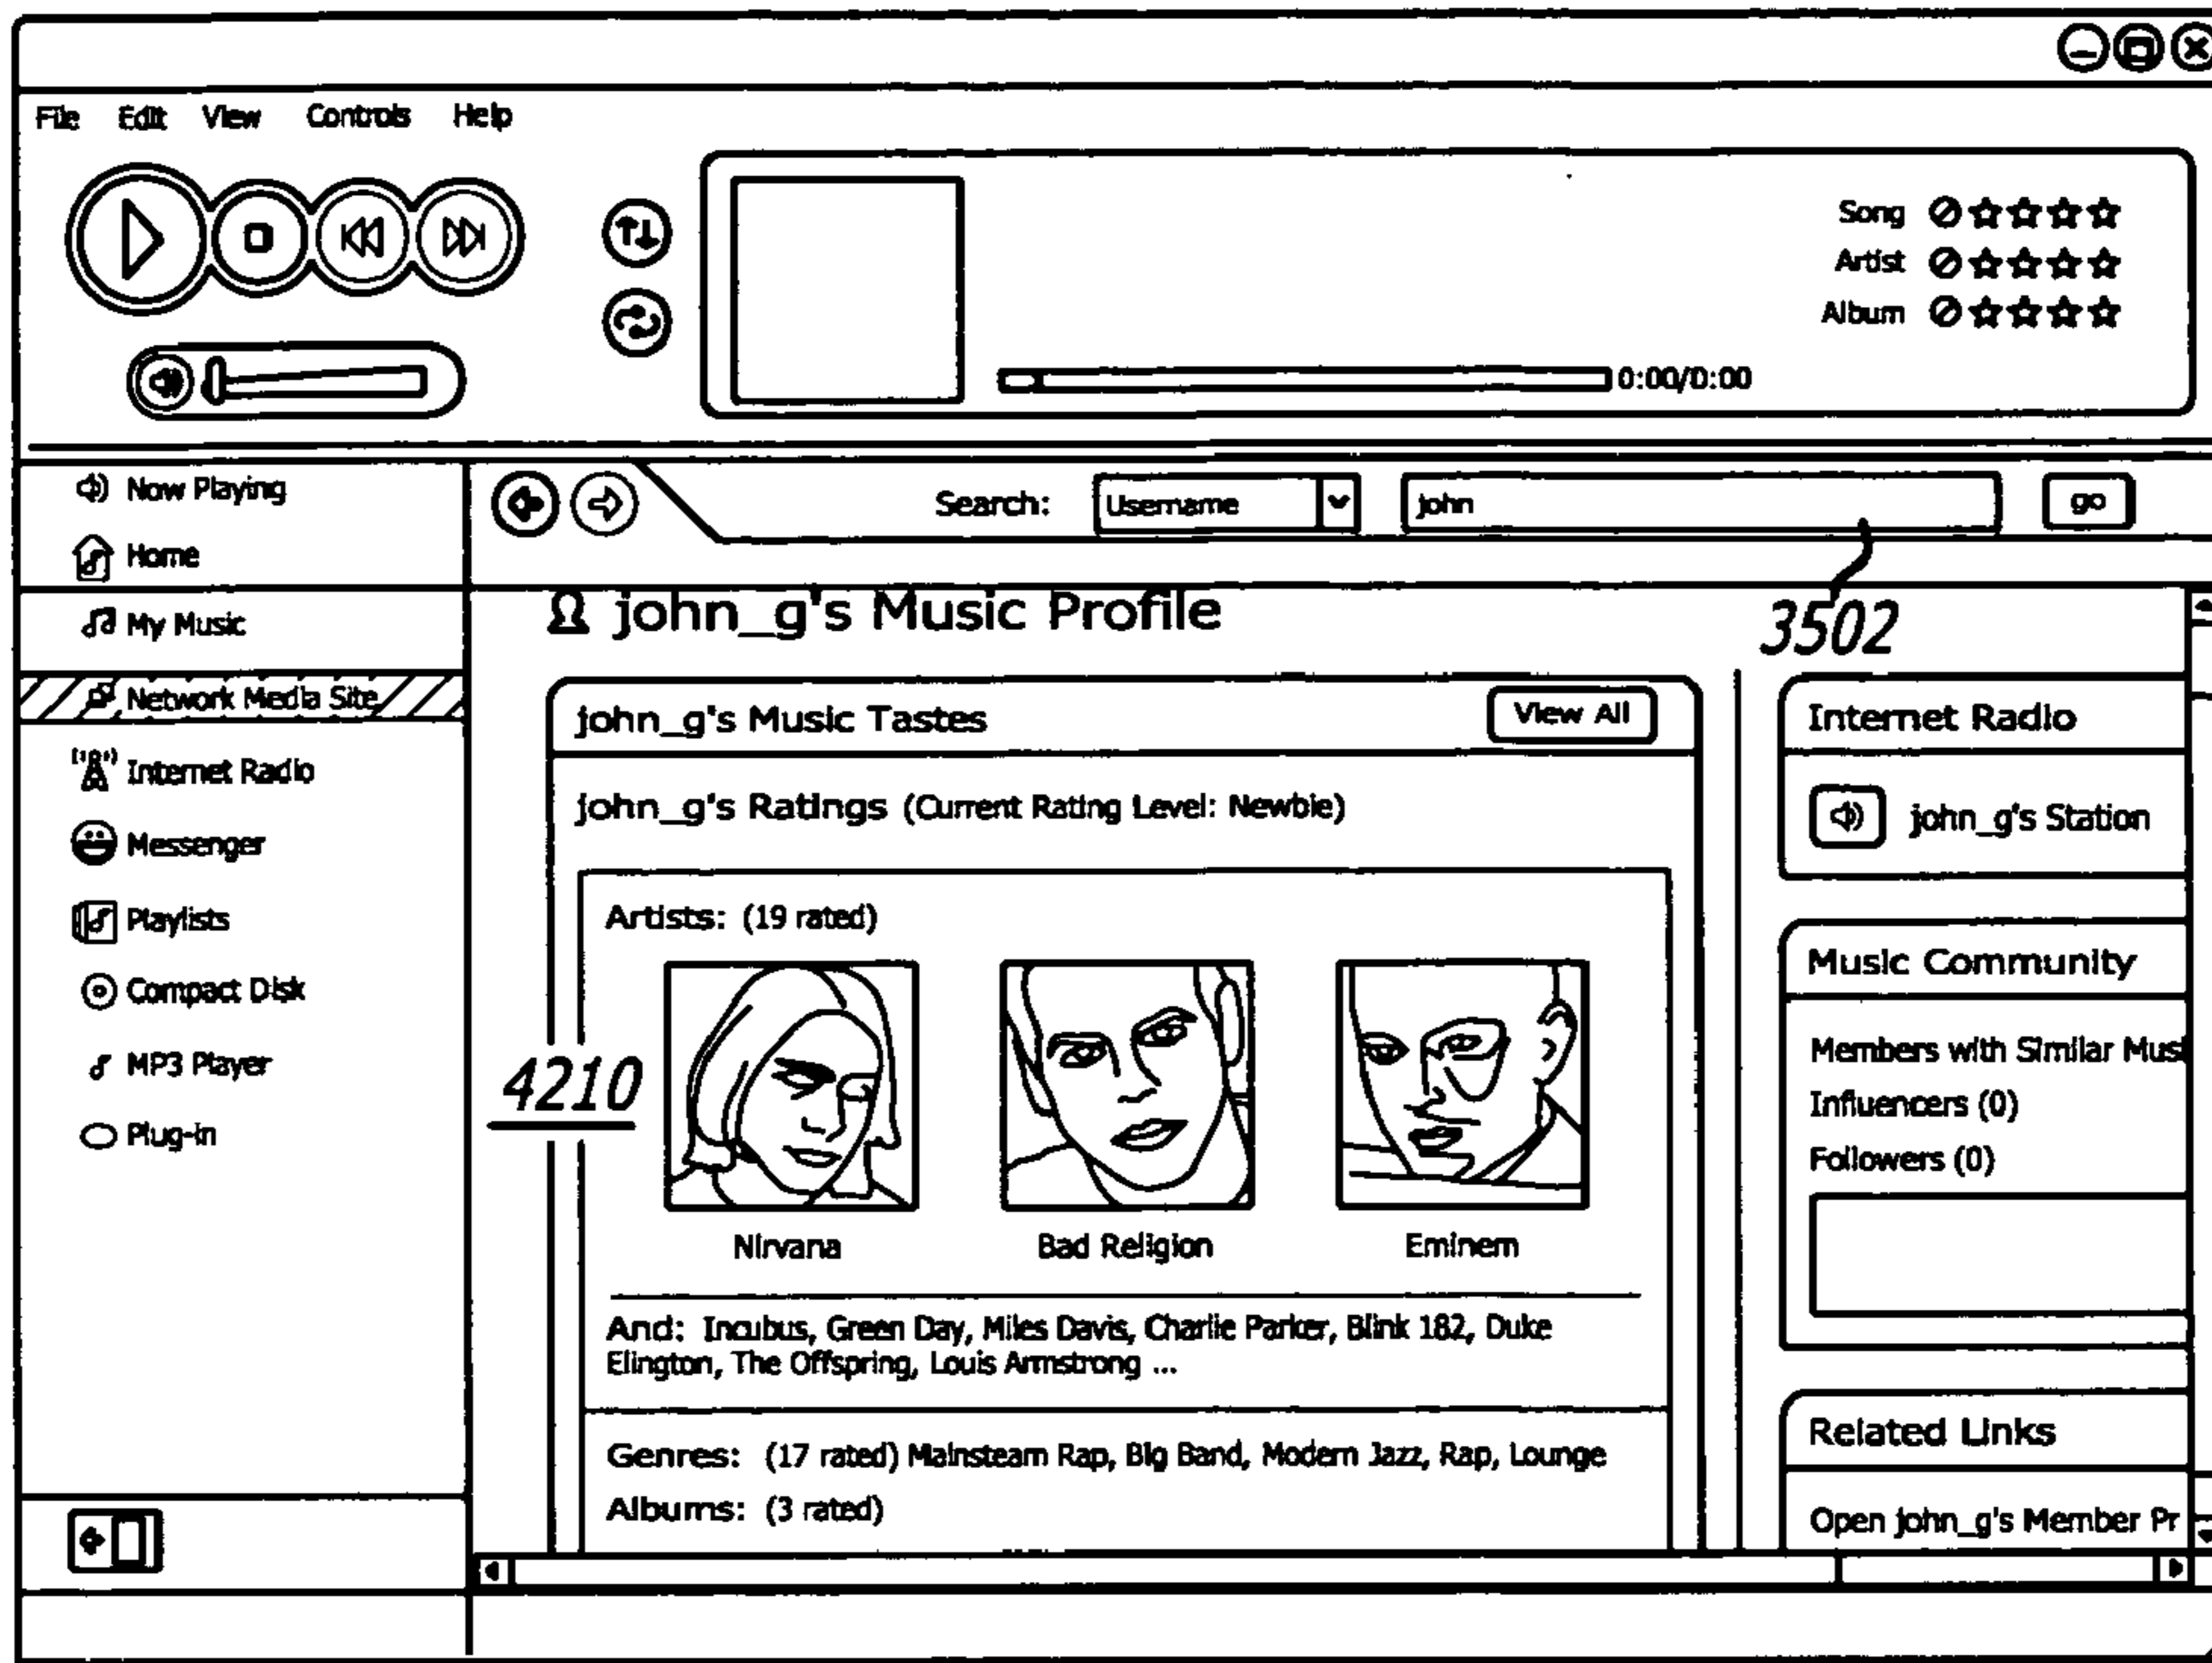 File Edit View Controls Help
Song
Artist
Album
0:00/0:00
Now Playing
Home
My Music
Network Media Site
Internet Radio
Messenger
Playlists
Compact Disk
MP3 Player
Plug-in
Search: Username john go
3502
john_g's Music Profile
john_g's Music Tastes View All
john_g's Ratings (Current Rating Level: Newbie)
Artists: (19 rated)
4210
Nirvana Bad Religion Eminem
And: Incubus, Green Day, Miles Davis, Charlie Parker, Blink 182, Duke
Elington, The Offspring, Louis Armstrong ...
Genres: (17 rated) Mainsteam Rap, Big Band, Modern Jazz, Rap, Lounge
Albums: (3 rated)
Internet Radio
john_g's Station
Music Community
Members with Similar Musi
Influencers (0)
Followers (0)
Related Links
Open john_g's Member Pr